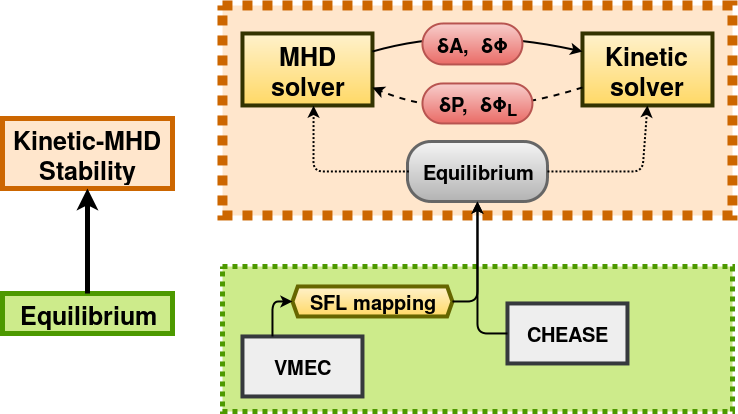 Kinetic-MHD
Stability
Equilibrium
MHD
solver
δA, δΦ
Kinetic
solver
δP, δΦL
Equilibrium
SFL mapping
VMEC
CHEASE